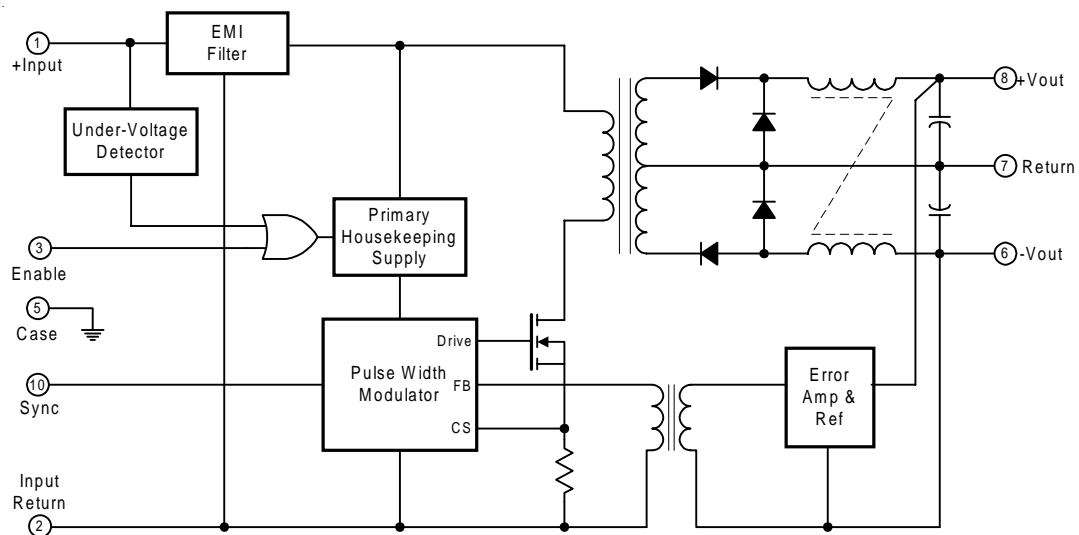 1
+Input
EMI
Filter
Under-Voltage
Detector
3
Enable
5
Case
10
Sync
Input
Return
2
Primary
Housekeeping
Supply
Drive
Pulse Width
Modulator
FB
CS
Error
Amp &
Ref
8
+Vout
7
Return
6
-Vout